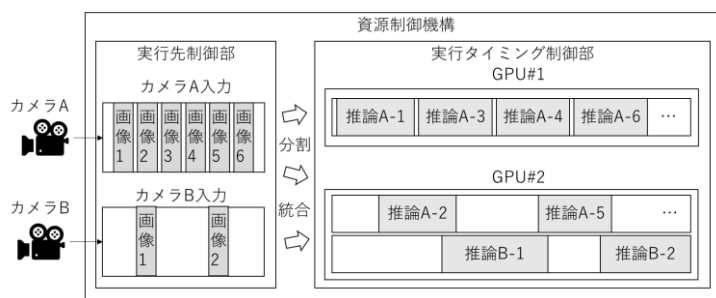 資源制御機構
実行先制御部
実行タイミング制御部
カメラA入力
GPU#1
カメラA
画像1
画像2
画像3
画像4
画像5
画像6
推論A-1
推論A-3
推論A-4
推論A-6
…
分割
GPU#2
カメラB入力
カメラB
画像1
画像2
統合
推論A-2
推論A-5
…
推論B-1
推論B-2